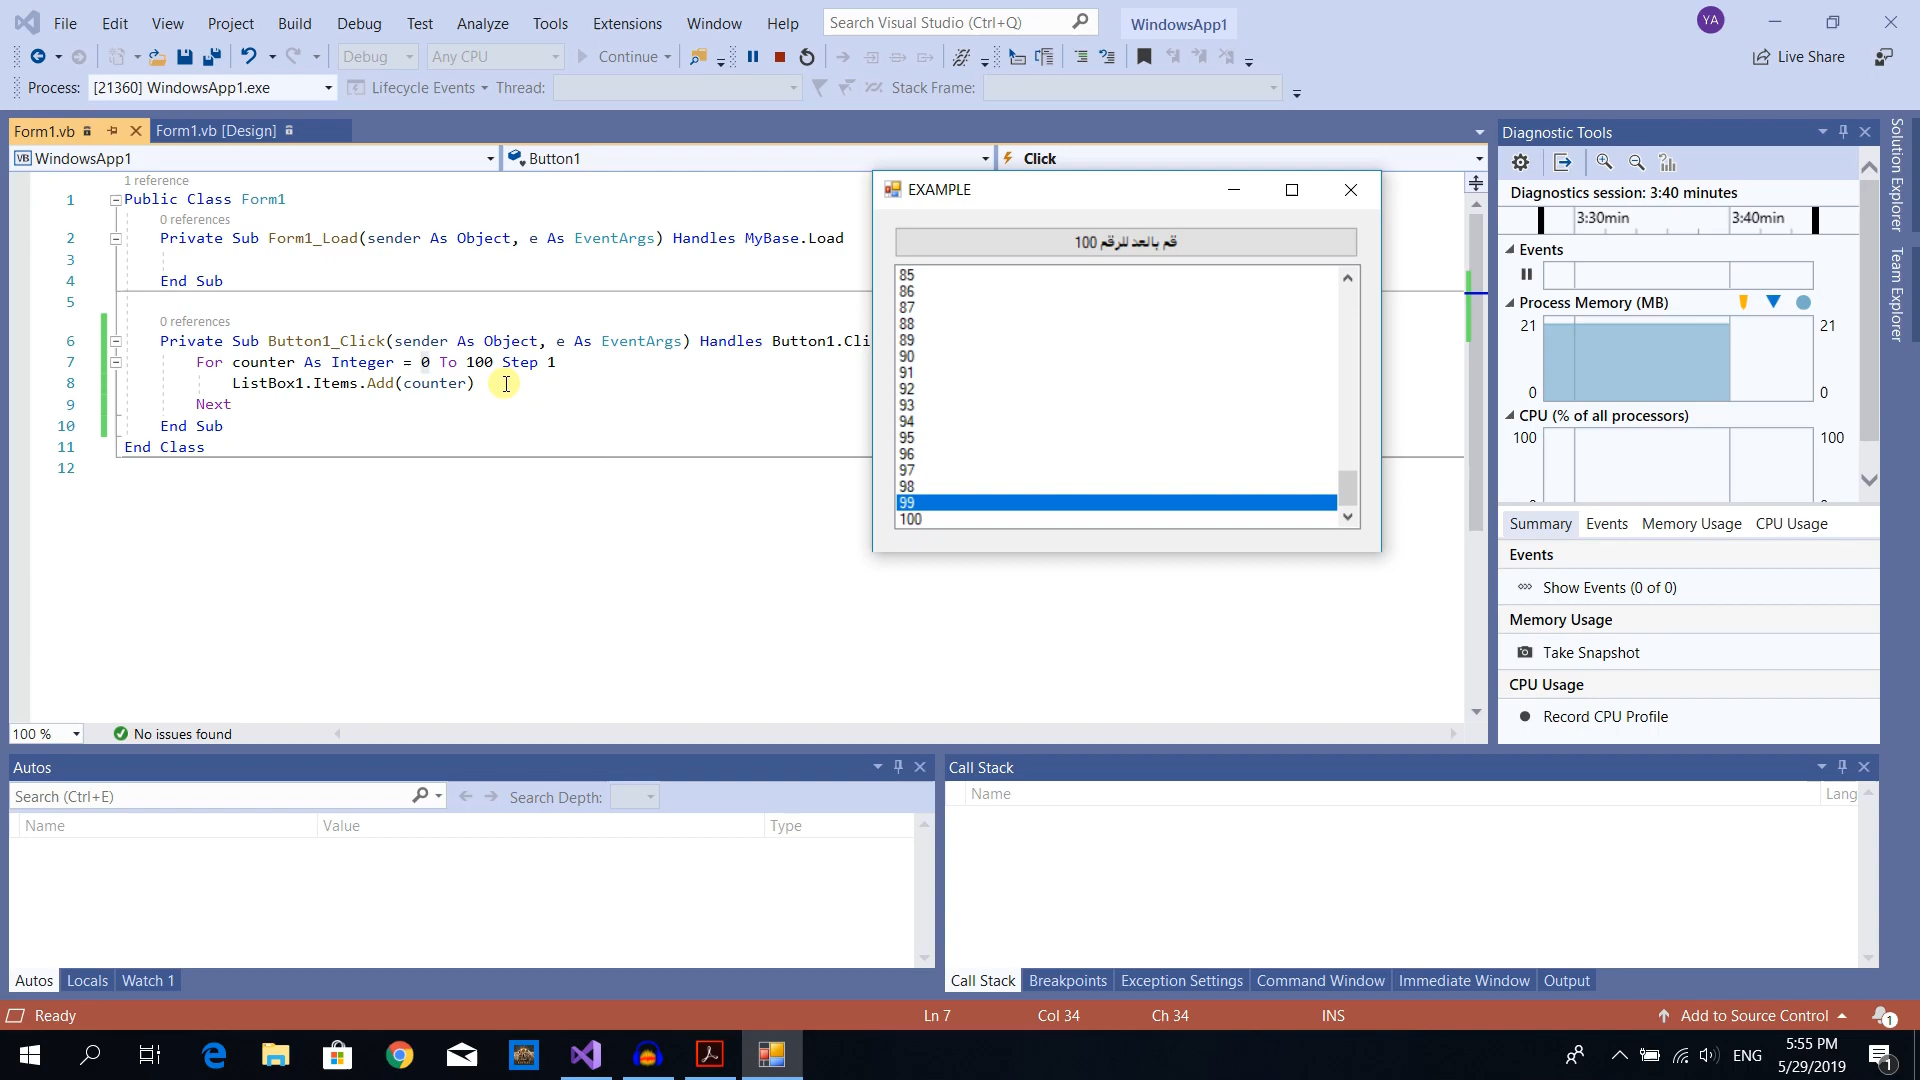 File Edit View Project Build Debug Test Analyze Tools Extensions Window Help Search Visual Studio (Ctrl+Q) WindowsApp1 YA
Debug Any CPU Continue Live Share
Process: [21360] WindowsApp1.exe Lifecycle Events Thread: Stack Frame:
Form1.vb Form1.vb [Design]
VB WindowsApp1 Button1 Click
1 reference
1 Public Class Form1
0 references
2 Private Sub Form1_Load(sender As Object, e As EventArgs) Handles MyBase.Load
3
4 End Sub
5
0 references
6 Private Sub Button1_Click(sender As Object, e As EventArgs) Handles Button1.Cli
7 For counter As Integer = 0 To 100 Step 1
8 ListBox1.Items.Add(counter)
9 Next
10 End Sub
11 End Class
12
EXAMPLE
قم بالعد للرقم 100
85
86
87
88
89
90
91
92
93
94
95
96
97
98
99
100
Diagnostic Tools
Diagnostics session: 3:40 minutes
3:30min 3:40min
Events
Process Memory (MB)
21 21
0 0
CPU (% of all processors)
100 100
Summary Events Memory Usage CPU Usage
Events
Show Events (0 of 0)
Memory Usage
Take Snapshot
CPU Usage
Record CPU Profile
Solution Explorer
Team Explorer
100 % No issues found
Autos
Search (Ctrl+E) Search Depth:
Name Value Type
Autos Locals Watch 1
Call Stack
Name Lang
Call Stack Breakpoints Exception Settings Command Window Immediate Window Output
Ready Ln 7 Col 34 Ch 34 INS Add to Source Control 1
ENG 5:55 PM
5/29/2019 1